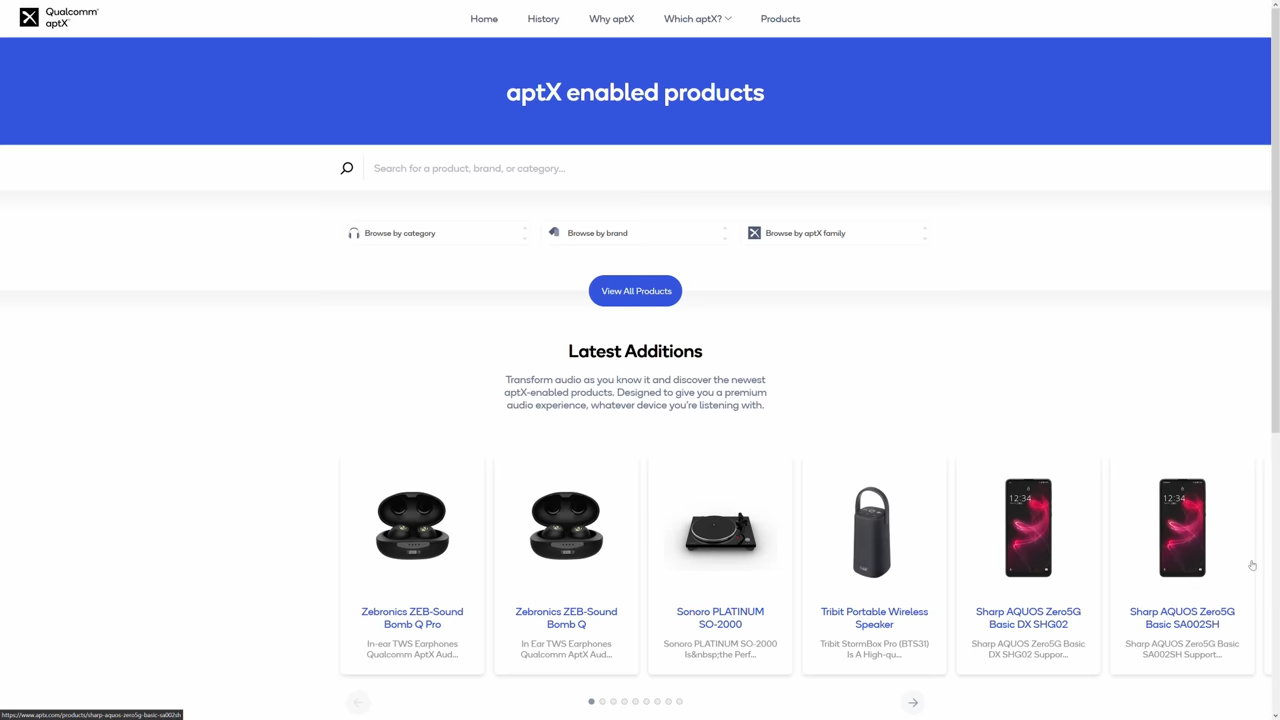 Qualcomm
aptX
Home
History
Why aptX
Which aptX?
Products
aptX enabled products
Search for a product, brand, or category...
Browse by category
Browse by brand
Browse by aptX family
View All Products
Latest Additions
Transform audio as you know it and discover the newest
aptX-enabled products. Designed to give you a premium
audio experience, whatever device you're listening with.
Zebronics ZEB-Sound
Bomb Q Pro
In-ear TWS Earphones
Qualcomm AptX Aud...
Zebronics ZEB-Sound
Bomb Q
In Ear TWS Earphones
Qualcomm AptX Aud...
Sonoro PLATINUM
SO-2000
Sonoro PLATINUM SO-2000
Is&nbsp;the Perf...
Tribit Portable Wireless
Speaker
Tribit StormBox Pro (BTS31)
Is A High-qu...
12:34
Sharp AQUOS Zero5G
Basic DX SHG02
Sharp AQUOS Zero5G Basic
DX SHG02 Suppor...
12:34
Sharp AQUOS Zero5G
Basic SA002SH
Sharp AQUOS Zero5G Basic
SA002SH Support...
https://www.aptx.com/products/sharp-aquos-zero5g-basic-sa002sh